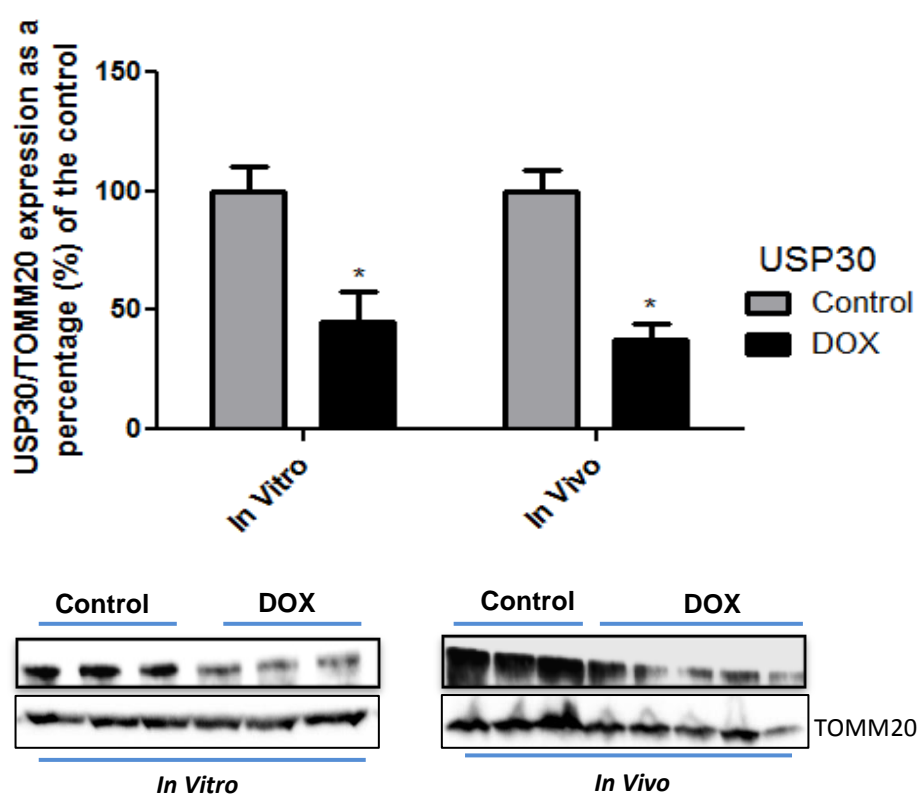 USP30/TOMM20 expression as a
percentage (%) of the control
150
100
50
0
*
*
In Vitro
In Vivo
USP30
Control
DOX
Control
DOX
Control
DOX
TOMM20
In Vitro
In Vivo